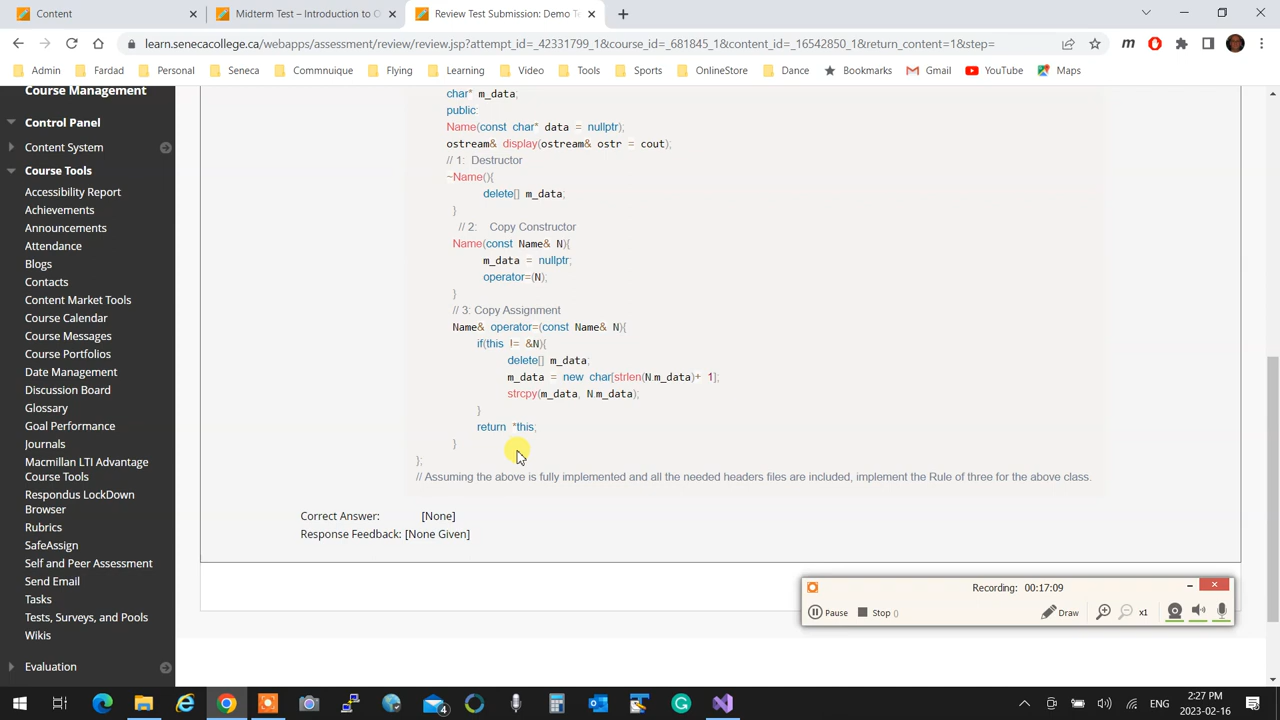 Content
Midterm Test – Introduction to O
Review Test Submission: Demo Te
learn.senecacollege.ca/webapps/assessment/review/review.jsp?attempt_id=_42331799_1&course_id=_681845_1&content_id=_16542850_1&return_content=1&step=
Admin
Fardad
Personal
Seneca
Commnuique
Flying
Learning
Video
Tools
Sports
OnlineStore
Dance
Bookmarks
Gmail
YouTube
Maps
Course Management
Control Panel
Content System
Course Tools
Accessibility Report
Achievements
Announcements
Attendance
Blogs
Contacts
Content Market Tools
Course Calendar
Course Messages
Course Portfolios
Date Management
Discussion Board
Glossary
Goal Performance
Journals
Macmillan LTI Advantage
Course Tools
Respondus LockDown
Browser
Rubrics
SafeAssign
Self and Peer Assessment
Send Email
Tasks
Tests, Surveys, and Pools
Wikis
Evaluation
char* m_data;
public:
Name(const char* data = nullptr);
ostream& display(ostream& ostr = cout);
// 1: Destructor
~Name(){
delete[] m_data;
}
// 2: Copy Constructor
Name(const Name& N){
m_data = nullptr;
operator=(N);
}
// 3: Copy Assignment
Name& operator=(const Name& N){
if(this != &N){
delete[] m_data;
m_data = new char[strlen(N.m_data)+ 1];
strcpy(m_data, N.m_data);
}
return *this;
}
};
// Assuming the above is fully implemented and all the needed headers files are included, implement the Rule of three for the above class.
Correct Answer: [None]
Response Feedback: [None Given]
Recording: 00:17:09
Pause
Stop ()
Draw
x1
4
ENG
2:27 PM
2023-02-16